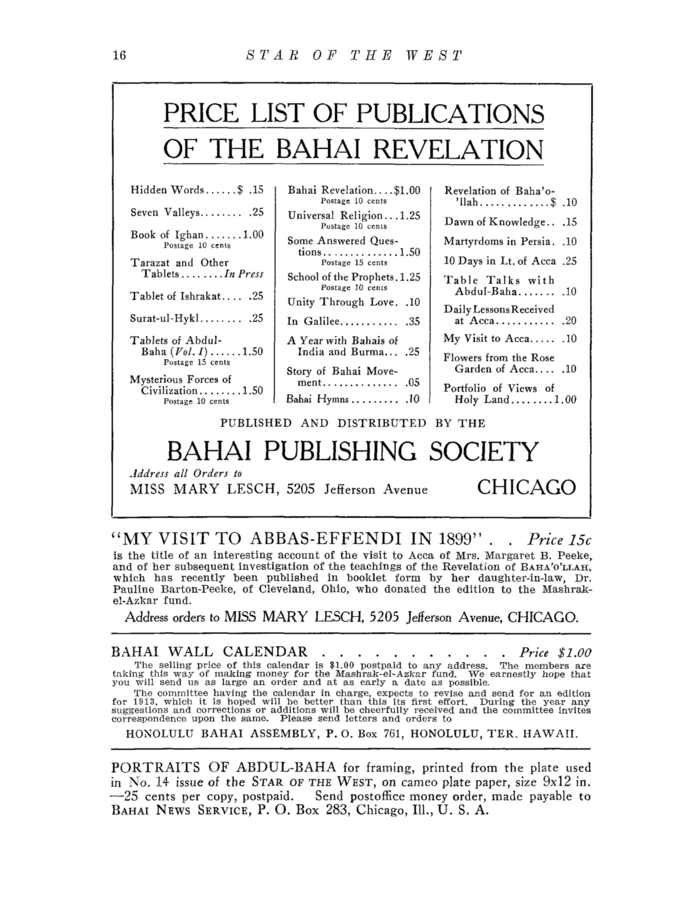 16
STAR OF THE WEST
PRICE LIST OF PUBLICATIONS
OF THE BAHAI REVELATION
Hidden Words......$ .15
Seven Valleys........ .25
Book of Ighan.......1.00
Postage 10 cents
Tarazat and Other
Tablets........In Press
Tablet of Ishrakat.... .25
Surat-ul-Hykl........ .25
Tablets of Abdul-
Baha (Vol. I)......1.50
Postage 15 cents
Mysterious Forces of
Civilization........1.50
Postage 10 cents
Bahai Revelation....$1.00
Postage 10 cents
Universal Religion...1.25
Postage 10 cents
Some Answered Ques-
tions..............1.50
Postage 15 cents
School of the Prophets.1.25
Postage 10 cents
Unity Through Love. .10
In Galilee........... .35
A Year with Bahais of
India and Burma... .25
Story of Bahai Move-
ment.............. .05
Bahai Hymns......... .10
Revelation of Baha'o-
'llah.............$ .10
Dawn of Knowledge.. .15
Martyrdoms in Persia. .10
10 Days in Lt. of Acca .25
Table Talks with
Abdul-Baha....... .10
Daily Lessons Received
at Acca........... .20
My Visit to Acca..... .10
Flowers from the Rose
Garden of Acca.... .10
Portfolio of Views of
Holy Land........1.00
PUBLISHED AND DISTRIBUTED BY THE
BAHAI PUBLISHING SOCIETY
Address all Orders to
MISS MARY LESCH, 5205 Jefferson Avenue CHICAGO
"MY VISIT TO ABBAS-EFFENDI IN 1899" . . Price 15c
is the title of an interesting account of the visit to Acca of Mrs. Margaret B. Peeke,
and of her subsequent investigation of the teachings of the Revelation of BAHA'O'LLAH,
which has recently been published in booklet form by her daughter-in-law, Dr.
Pauline Barton-Peeke, of Cleveland, Ohio, who donated the edition to the Mashrak-
el-Azkar fund.
Address orders to MISS MARY LESCH, 5205 Jefferson Avenue, CHICAGO.
BAHAI WALL CALENDAR . . . . . . . . . . . Price $1.00
The selling price of this calendar is $1.00 postpaid to any address. The members are
taking this way of making money for the Mashrak-el-Azkar fund. We earnestly hope that
you will send us as large an order and at as early a date as possible.
The committee having the calendar in charge, expects to revise and send for an edition
for 1913, which it is hoped will be better than this its first effort. During the year any
suggestions and corrections or additions will be cheerfully received and the committee invites
correspondence upon the same. Please send letters and orders to
HONOLULU BAHAI ASSEMBLY, P. O. Box 761, HONOLULU, TER. HAWAII.
PORTRAITS OF ABDUL-BAHA for framing, printed from the plate used
in No. 14 issue of the STAR OF THE WEST, on cameo plate paper, size 9x12 in.
—25 cents per copy, postpaid. Send postoffice money order, made payable to
BAHAI NEWS SERVICE, P. O. Box 283, Chicago, Ill., U. S. A.